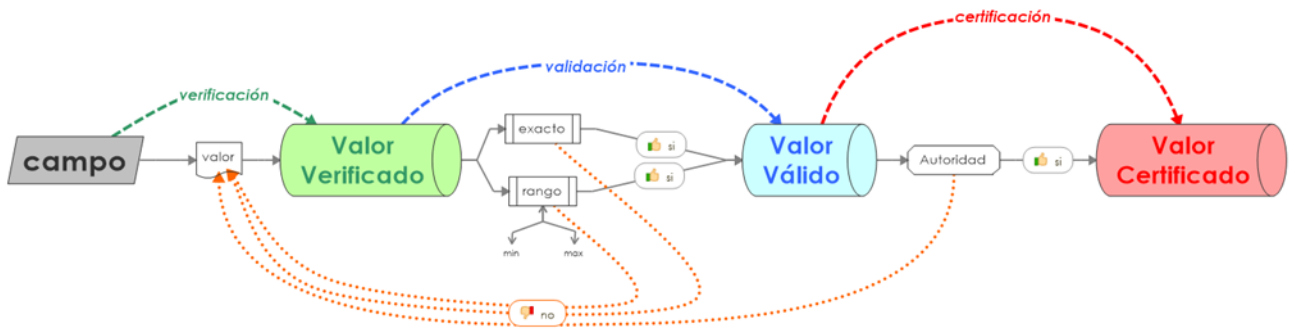 certificación
validación
verificación
campo
valor
Valor
Verificado
exacto
rango
min
max
si
si
Valor
Válido
Autoridad
si
Valor
Certificado
no